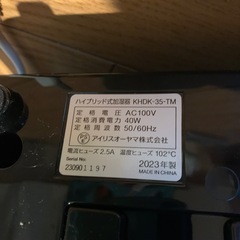 ハイブリッド式加湿器 KHDK-35-TM
定格電圧 AC100V
定格消費電力 40W
定格周波数 50/60Hz
アイリスオーヤマ株式会社
電流ヒューズ 2.5A 温度ヒューズ 102℃
Serial No.
230901197
2023年製
MADE IN CHINA